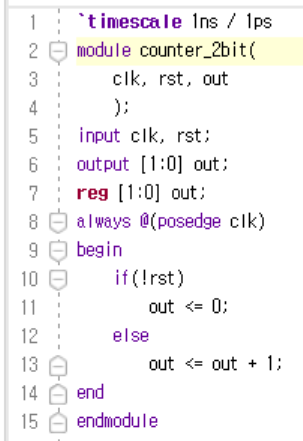 1 `timescale 1ns / 1ps
2 module counter_2bit(
3 clk, rst, out
4 );
5 input clk, rst;
6 output [1:0] out;
7 reg [1:0] out;
8 always @(posedge clk)
9 begin
10 if(!rst)
11 out <= 0;
12 else
13 out <= out + 1;
14 end
15 endmodule